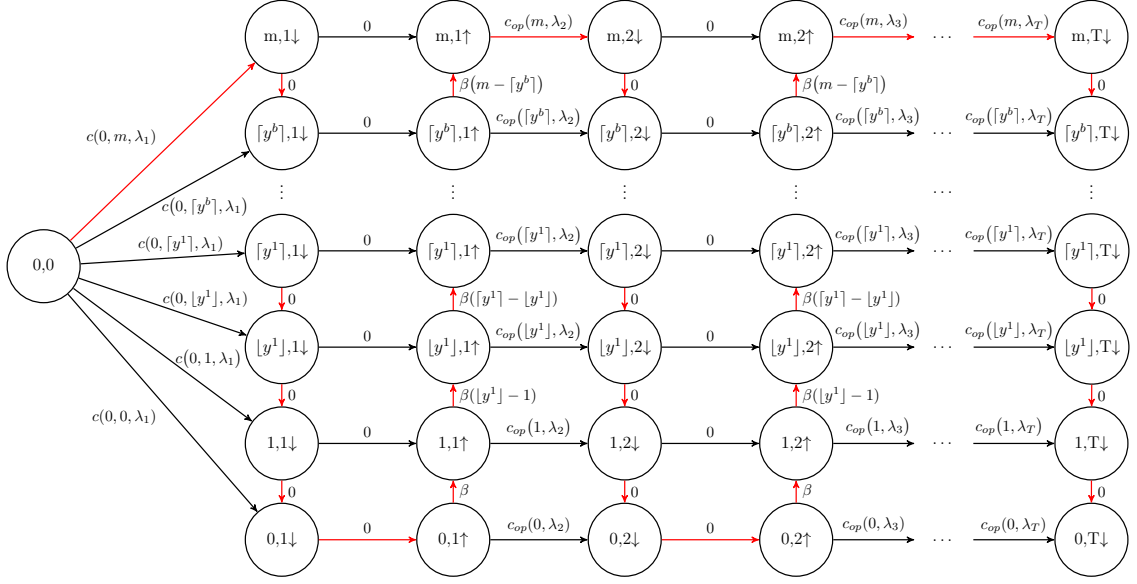 0 0 c_{op}(m, λ_2) c_{op}(m, λ_3) c_{op}(m, λ_T)
m,1↓ m,1↑ m,2↓ m,2↑ ··· m,T↓
c(0, m, λ_1) 0 β(m − ⌈y^b⌉) 0 β(m − ⌈y^b⌉) 0
0 c_{op}(⌈y^b⌉, λ_2) 0 c_{op}(⌈y^b⌉, λ_3) c_{op}(⌈y^b⌉, λ_T)
⌈y^b⌉,1↓ ⌈y^b⌉,1↑ ⌈y^b⌉,2↓ ⌈y^b⌉,2↑ ··· ⌈y^b⌉,T↓
c(0, ⌈y^b⌉, λ_1)
⋮ ⋮ ⋮ ⋮ ··· ⋮
c(0, ⌈y^1⌉, λ_1) 0 c_{op}(⌈y^1⌉, λ_2) 0 c_{op}(⌈y^1⌉, λ_3) c_{op}(⌈y^1⌉, λ_T)
0,0 ⌈y^1⌉,1↓ ⌈y^1⌉,1↑ ⌈y^1⌉,2↓ ⌈y^1⌉,2↑ ··· ⌈y^1⌉,T↓
c(0, ⌊y^1⌋, λ_1) 0 β(⌈y^1⌉ − ⌊y^1⌋) 0 β(⌈y^1⌉ − ⌊y^1⌋) 0
0 c_{op}(⌊y^1⌋, λ_2) 0 c_{op}(⌊y^1⌋, λ_3) c_{op}(⌊y^1⌋, λ_T)
⌊y^1⌋,1↓ ⌊y^1⌋,1↑ ⌊y^1⌋,2↓ ⌊y^1⌋,2↑ ··· ⌊y^1⌋,T↓
c(0, 1, λ_1) 0 β(⌊y^1⌋ − 1) 0 β(⌊y^1⌋ − 1) 0
0 c_{op}(1, λ_2) 0 c_{op}(1, λ_3) c_{op}(1, λ_T)
1,1↓ 1,1↑ 1,2↓ 1,2↑ ··· 1,T↓
c(0, 0, λ_1) 0 β 0 β 0
0 c_{op}(0, λ_2) 0 c_{op}(0, λ_3) c_{op}(0, λ_T)
0,1↓ 0,1↑ 0,2↓ 0,2↑ ··· 0,T↓